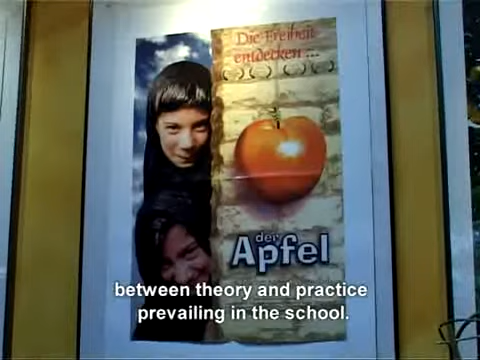 Die Freiheit
entdecken ...
der
Apfel
between theory and practice
prevailing in the school.